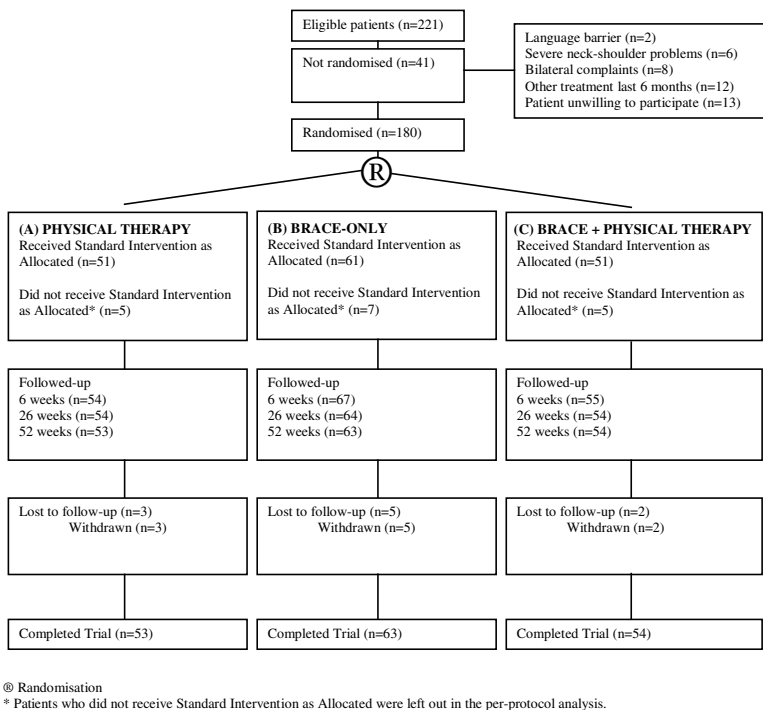 Eligible patients (n=221)
Not randomised (n=41)
Language barrier (n=2)
Severe neck-shoulder problems (n=6)
Bilateral complaints (n=8)
Other treatment last 6 months (n=12)
Patient unwilling to participate (n=13)
Randomised (n=180)
R
(A) PHYSICAL THERAPY
Received Standard Intervention as
Allocated (n=51)
Did not receive Standard Intervention
as Allocated* (n=5)
(B) BRACE-ONLY
Received Standard Intervention as
Allocated (n=61)
Did not receive Standard Intervention
as Allocated* (n=7)
(C) BRACE + PHYSICAL THERAPY
Received Standard Intervention as
Allocated (n=51)
Did not receive Standard Intervention as
Allocated* (n=5)
Followed-up
6 weeks (n=54)
26 weeks (n=54)
52 weeks (n=53)
Followed-up
6 weeks (n=67)
26 weeks (n=64)
52 weeks (n=63)
Followed-up
6 weeks (n=55)
26 weeks (n=54)
52 weeks (n=54)
Lost to follow-up (n=3)
Withdrawn (n=3)
Lost to follow-up (n=5)
Withdrawn (n=5)
Lost to follow-up (n=2)
Withdrawn (n=2)
Completed Trial (n=53)
Completed Trial (n=63)
Completed Trial (n=54)
® Randomisation
* Patients who did not receive Standard Intervention as Allocated were left out in the per-protocol analysis.